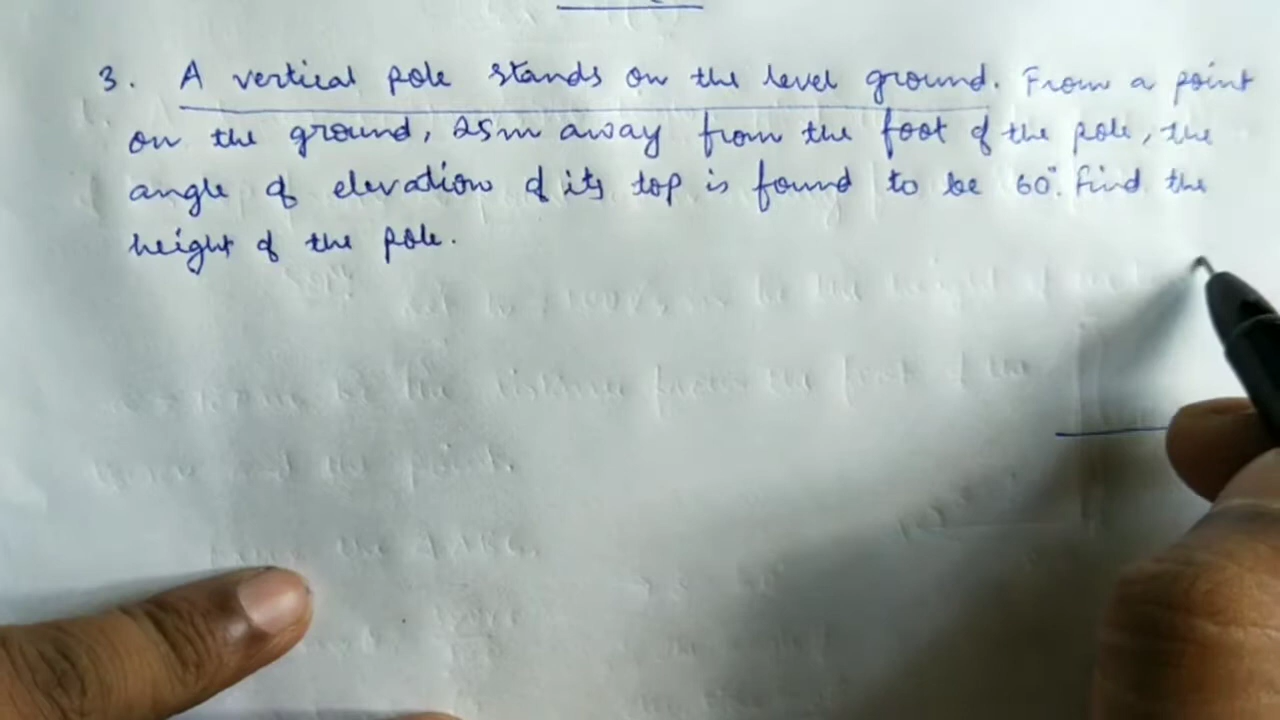 3. A vertical pole stands on the level ground. From a point
on the ground, 25m away from the foot of the pole, the
angle of elevation of its top is found to be 60°. Find the
height of the pole.